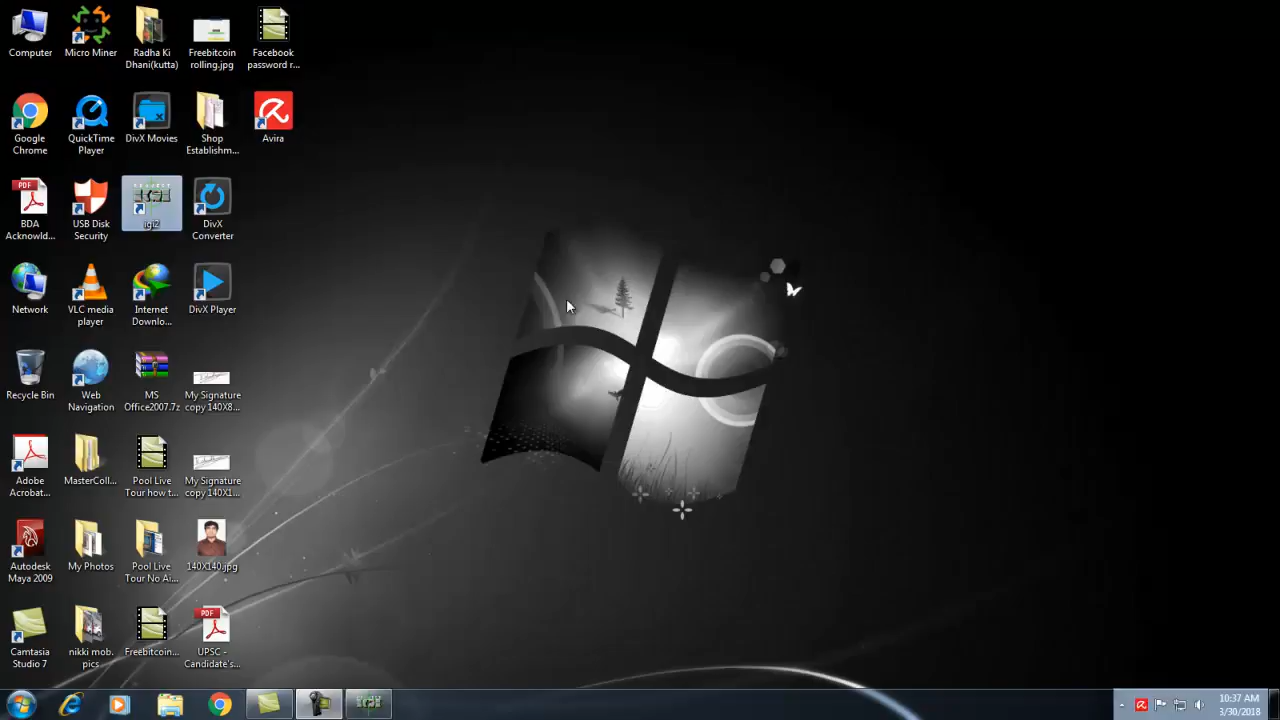 Computer
Micro Miner
Radha Ki
Dhani(kutta)
Freebitcoin
rolling.jpg
Facebook
password r...
Google
Chrome
QuickTime
Player
DivX Movies
Shop
Establishm...
Avira
PDF
BDA
Acknowld...
USB Disk
Security
igi2
DivX
Converter
Network
VLC media
player
Internet
Downlo...
DivX Player
Recycle Bin
Web
Navigation
MS
Office2007.7z
My Signature
copy 140X8...
Adobe
Acrobat...
MasterColl...
Pool Live
Tour how t...
My Signature
copy 140X1...
Autodesk
Maya 2009
My Photos
Pool Live
Tour No Ai...
140X140.jpg
Camtasia
Studio 7
nikki mob.
pics
Freebitcoin...
PDF
UPSC -
Candidate's...
10:37 AM
3/30/2018